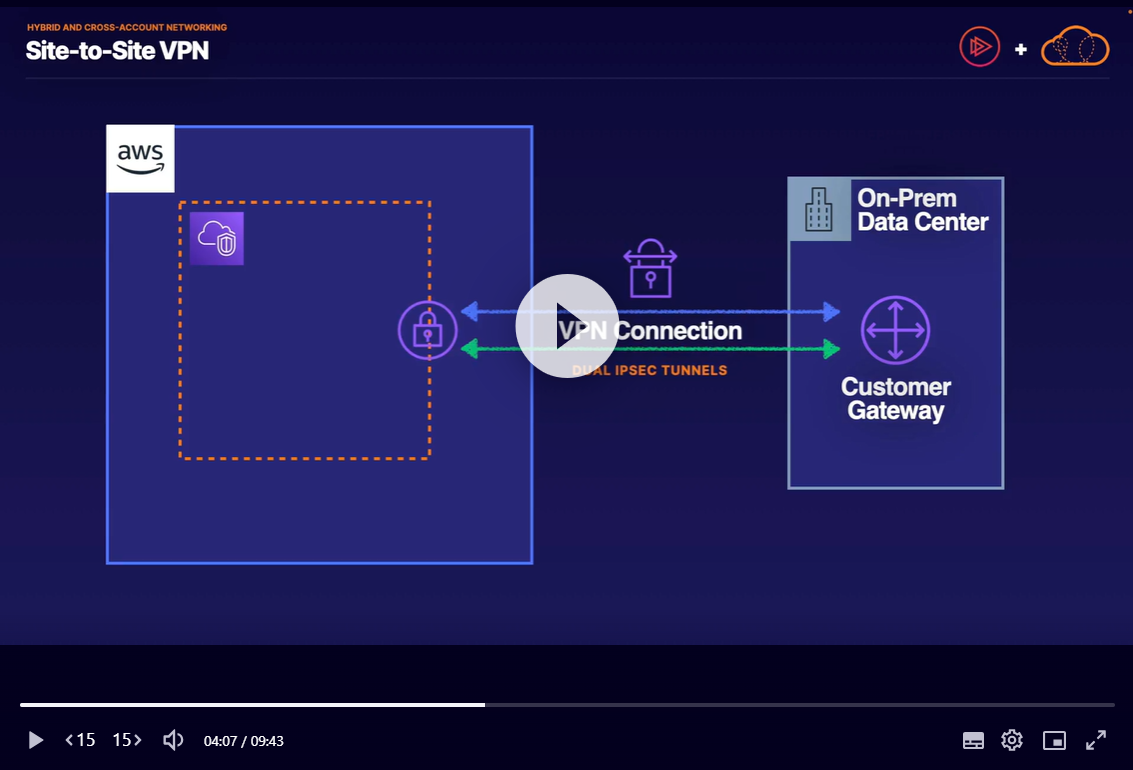 HYBRID AND CROSS-ACCOUNT NETWORKING
Site-to-Site VPN
aws
On-Prem
Data Center
VPN Connection
DUAL IPSEC TUNNELS
Customer
Gateway
15
15
04:07 / 09:43